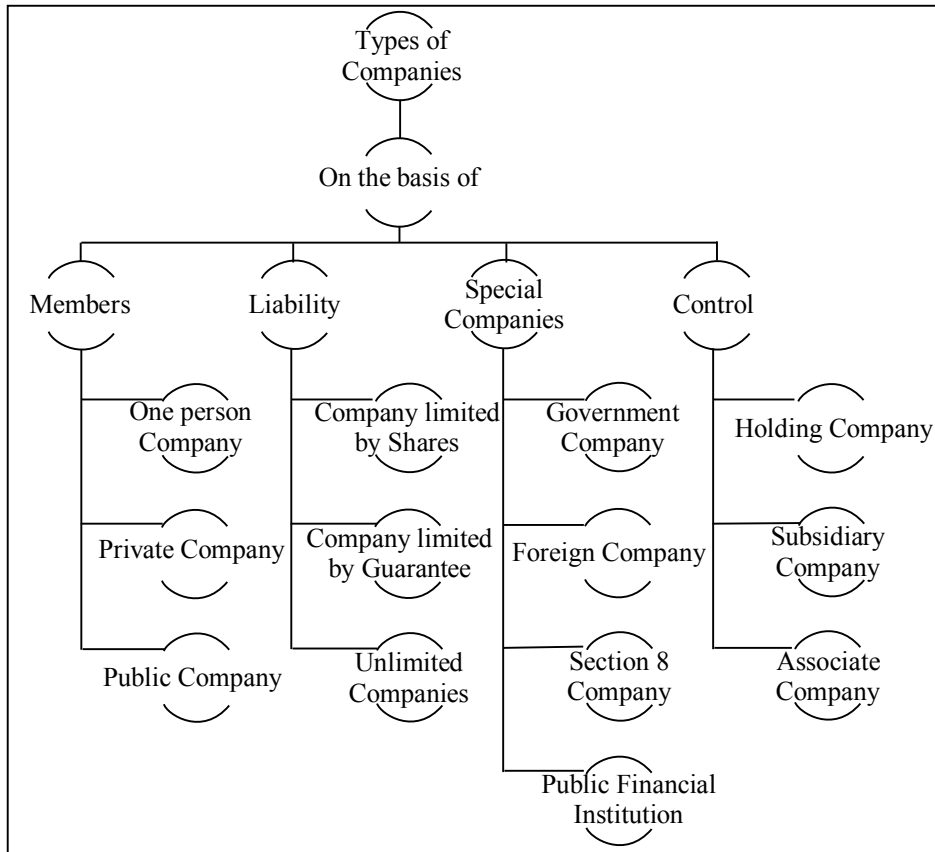 Types of
Companies
On the basis of
Members
Liability
Special
Companies
Control
One person
Company
Private Company
Public Company
Company limited
by Shares
Company limited
by Guarantee
Unlimited
Companies
Government
Company
Foreign Company
Section 8
Company
Public Financial
Institution
Holding Company
Subsidiary
Company
Associate
Company